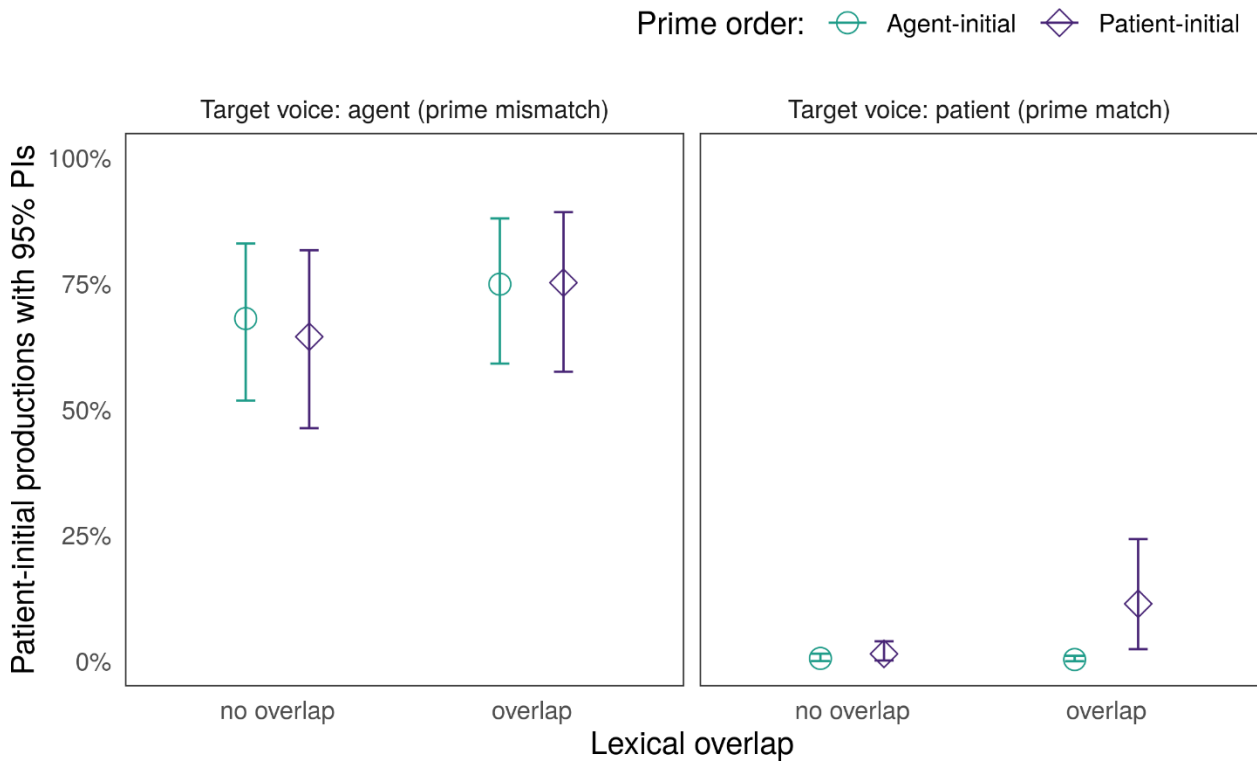 Prime order: Agent-initial Patient-initial
Target voice: agent (prime mismatch) Target voice: patient (prime match)
Patient-initial productions with 95% PIs
100%
75%
50%
25%
0%
no overlap overlap no overlap overlap
Lexical overlap